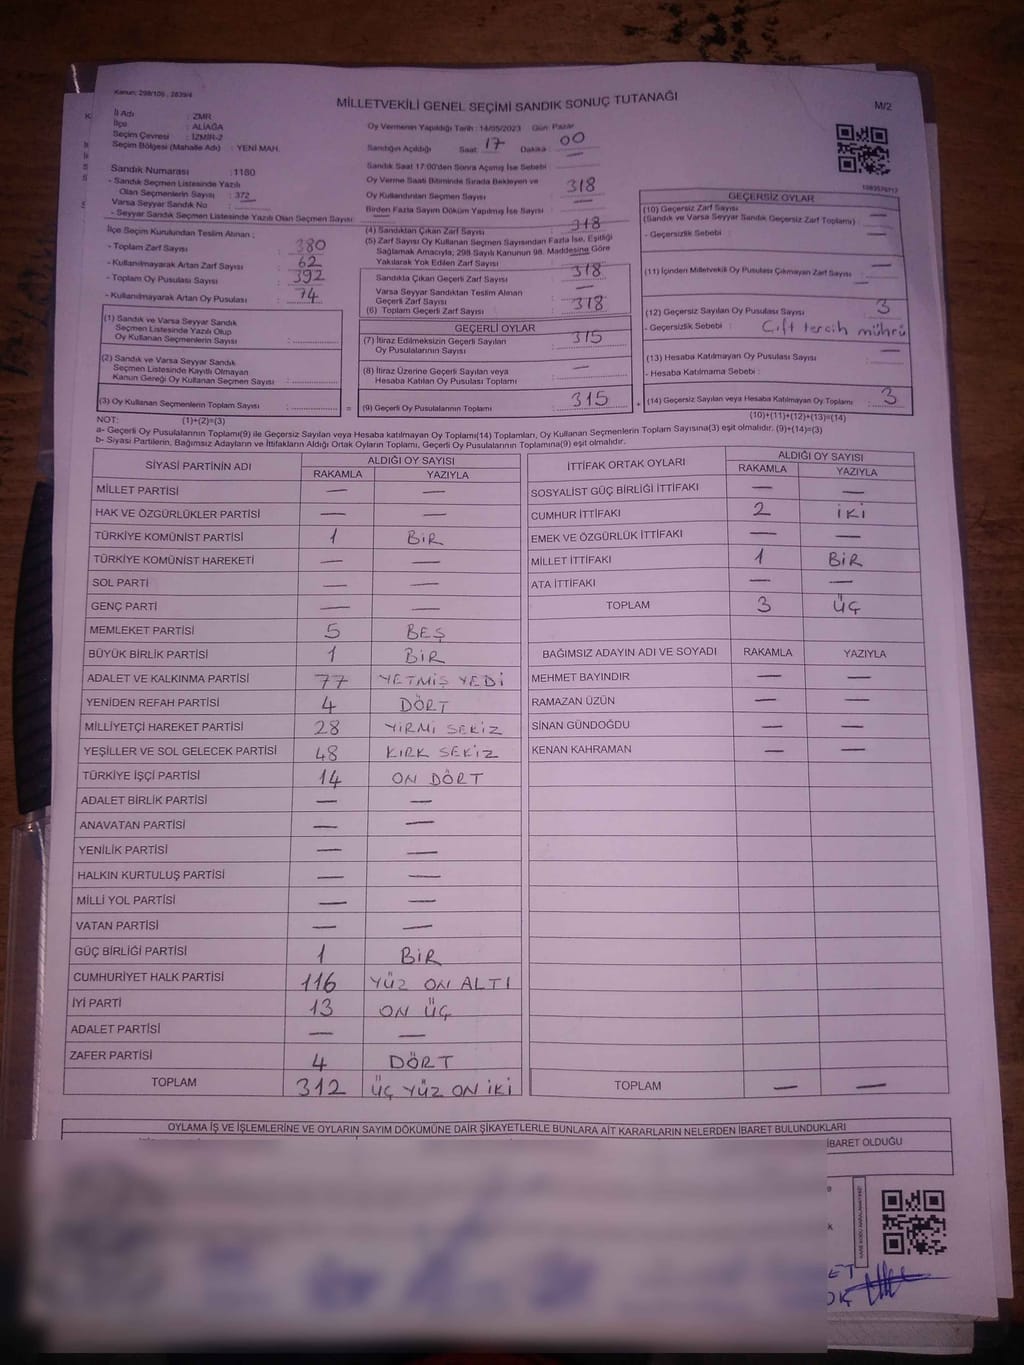 Kanun: 298/105 , 2839/4
MİLLETVEKİLİ GENEL SEÇİMİ SANDIK SONUÇ TUTANAĞI
M/2
İl Adı : ZMR
İlçe : ALİAĞA
Seçim Çevresi : İZMİR-2
Seçim Bölgesi (Mahalle Adı) : YENİ MAH.
Oy Vermenin Yapıldığı Tarih : 14/05/2023 Gün: Pazar
Sandığın Açıldığı Saat : 17 Dakika : 00
Sandık Saat 17:00'den Sonra Açılmış İse Sebebi : —
Sandık Numarası : 1180
- Sandık Seçmen Listesinde Yazılı
Olan Seçmenlerin Sayısı : 372
Varsa Seyyar Sandık No : —
- Seyyar Sandık Seçmen Listesinde Yazılı Olan Seçmen Sayısı :
Oy Verme Saati Bitiminde Sırada Bekleyen ve
Oy Kullandırılan Seçmen Sayısı : 318
Birden Fazla Sayım Döküm Yapılmış İse Sayısı : —
İlçe Seçim Kurulundan Teslim Alınan ;
- Toplam Zarf Sayısı : 380
- Kullanılmayarak Artan Zarf Sayısı : 62
- Toplam Oy Pusulası Sayısı : 392
- Kullanılmayarak Artan Oy Pusulası : 74
(4) Sandıktan Çıkan Zarf Sayısı : 318
(5) Zarf Sayısı Oy Kullanan Seçmen Sayısından Fazla İse, Eşitliği
Sağlamak Amacıyla; 298 Sayılı Kanunun 98. Maddesine Göre
Yakılarak Yok Edilen Zarf Sayısı : —
Sandıkta Çıkan Geçerli Zarf Sayısı : 318
Varsa Seyyar Sandıktan Teslim Alınan
Geçerli Zarf Sayısı : —
(6) Toplam Geçerli Zarf Sayısı : 318
GEÇERSİZ OYLAR
(10) Geçersiz Zarf Sayısı
(Sandık ve Varsa Seyyar Sandık Geçersiz Zarf Toplamı) : —
- Geçersizlik Sebebi : —
(11) İçinden Milletvekili Oy Pusulası Çıkmayan Zarf Sayısı : —
(12) Geçersiz Sayılan Oy Pusulası Sayısı : 3
- Geçersizlik Sebebi : Çift tercih mührü
(13) Hesaba Katılmayan Oy Pusulası Sayısı : —
- Hesaba Katılmama Sebebi :
(14) Geçersiz Sayılan veya Hesaba Katılmayan Oy Toplamı : 3
(1) Sandık ve Varsa Seyyar Sandık
Seçmen Listesinde Yazılı Olup
Oy Kullanan Seçmenlerin Sayısı :
(2) Sandık ve Varsa Seyyar Sandık
Seçmen Listesinde Kayıtlı Olmayan
Kanun Gereği Oy Kullanan Seçmen Sayısı :
(3) Oy Kullanan Seçmenlerin Toplam Sayısı :
GEÇERLİ OYLAR
(7) İtiraz Edilmeksizin Geçerli Sayılan
Oy Pusulalarının Sayısı : 315
(8) İtiraz Üzerine Geçerli Sayılan veya
Hesaba Katılan Oy Pusulası Toplamı : —
(9) Geçerli Oy Pusulalarının Toplamı : 315
NOT: (1)+(2)=(3)
(10)+(11)+(12)+(13)=(14)
a- Geçerli Oy Pusulalarının Toplamı(9) ile Geçersiz Sayılan veya Hesaba katılmayan Oy Toplamı(14) Toplamları, Oy Kullanan Seçmenlerin Toplam Sayısına(3) eşit olmalıdır. (9)+(14)=(3)
b- Siyasi Partilerin, Bağımsız Adayların ve İttifakların Aldığı Ortak Oyların Toplamı, Geçerli Oy Pusulalarının Toplamına(9) eşit olmalıdır.
SİYASİ PARTİNİN ADI ALDIĞI OY SAYISI
RAKAMLA YAZIYLA
MİLLET PARTİSİ — —
HAK VE ÖZGÜRLÜKLER PARTİSİ — —
TÜRKİYE KOMÜNİST PARTİSİ 1 BİR
TÜRKİYE KOMÜNİST HAREKETİ — —
SOL PARTİ — —
GENÇ PARTİ — —
MEMLEKET PARTİSİ 5 BEŞ
BÜYÜK BİRLİK PARTİSİ 1 BİR
ADALET VE KALKINMA PARTİSİ 77 YETMİŞ YEDİ
YENİDEN REFAH PARTİSİ 4 DÖRT
MİLLİYETÇİ HAREKET PARTİSİ 28 YİRMİ SEKİZ
YEŞİLLER VE SOL GELECEK PARTİSİ 48 KIRK SEKİZ
TÜRKİYE İŞÇİ PARTİSİ 14 ON DÖRT
ADALET BİRLİK PARTİSİ — —
ANAVATAN PARTİSİ — —
YENİLİK PARTİSİ — —
HALKIN KURTULUŞ PARTİSİ — —
MİLLİ YOL PARTİSİ — —
VATAN PARTİSİ — —
GÜÇ BİRLİĞİ PARTİSİ 1 BİR
CUMHURİYET HALK PARTİSİ 116 YÜZ ON ALTI
İYİ PARTİ 13 ON ÜÇ
ADALET PARTİSİ — —
ZAFER PARTİSİ 4 DÖRT
TOPLAM 312 ÜÇ YÜZ ON İKİ
İTTİFAK ORTAK OYLARI ALDIĞI OY SAYISI
RAKAMLA YAZIYLA
SOSYALİST GÜÇ BİRLİĞİ İTTİFAKI — —
CUMHUR İTTİFAKI 2 İKİ
EMEK VE ÖZGÜRLÜK İTTİFAKI — —
MİLLET İTTİFAKI 1 BİR
ATA İTTİFAKI — —
TOPLAM 3 ÜÇ
BAĞIMSIZ ADAYIN ADI VE SOYADI RAKAMLA YAZIYLA
MEHMET BAYINDIR — —
RAMAZAN ÜZÜN — —
SİNAN GÜNDOĞDU — —
KENAN KAHRAMAN — —
TOPLAM — —
OYLAMA İŞ VE İŞLEMLERİNE VE OYLARIN SAYIM DÖKÜMÜNE DAİR ŞİKAYETLERLE BUNLARA AİT KARARLARIN NELERDEN İBARET BULUNDUKLARI
İBARET OLDUĞU